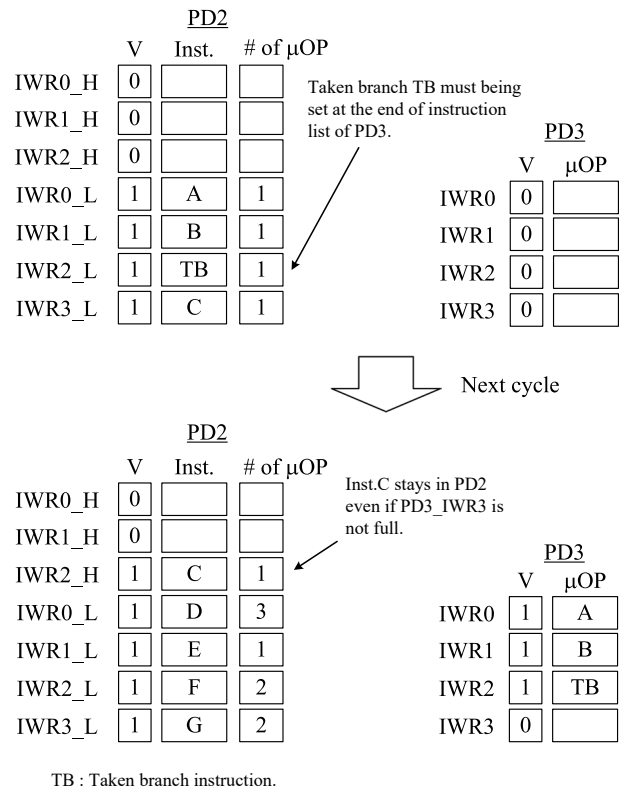 PD2
V Inst. # of μOP
IWR0_H 0
IWR1_H 0
IWR2_H 0
IWR0_L 1 A 1
IWR1_L 1 B 1
IWR2_L 1 TB 1
IWR3_L 1 C 1
Taken branch TB must being
set at the end of instruction
list of PD3.
PD3
V μOP
IWR0 0
IWR1 0
IWR2 0
IWR3 0
Next cycle
PD2
V Inst. # of μOP
IWR0_H 0
IWR1_H 0
IWR2_H 1 C 1
IWR0_L 1 D 3
IWR1_L 1 E 1
IWR2_L 1 F 2
IWR3_L 1 G 2
Inst.C stays in PD2
even if PD3_IWR3 is
not full.
PD3
V μOP
IWR0 1 A
IWR1 1 B
IWR2 1 TB
IWR3 0
TB : Taken branch instruction.